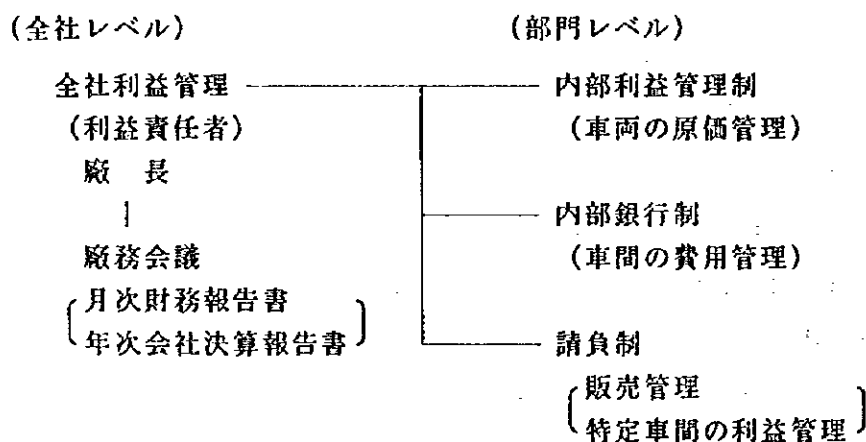 (全社レベル)
(部門レベル)
全社利益管理
(利益責任者)
廠 長
廠務会議
月次財務報告書
年次会社決算報告書
内部利益管理制
(車両の原価管理)
内部銀行制
(車間の費用管理)
請負制
販売管理
特定車間の利益管理